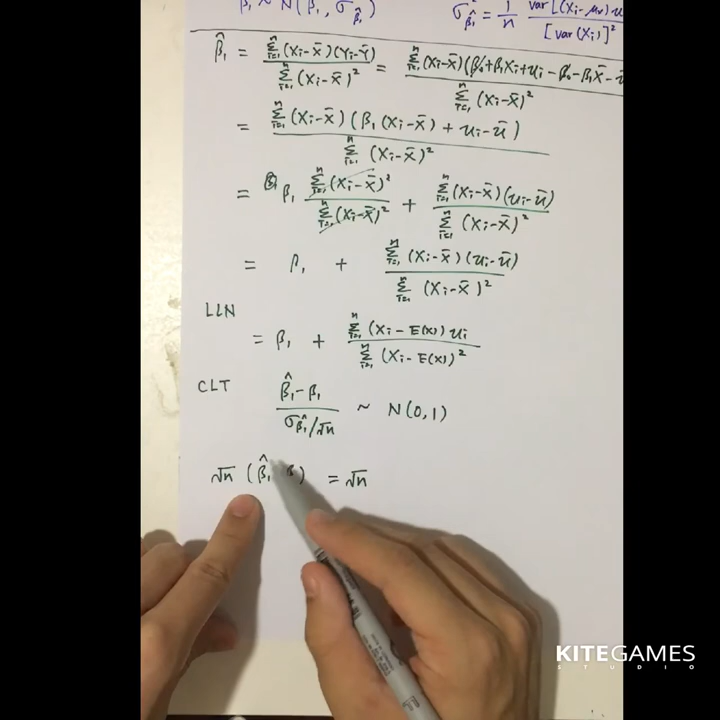 β̂₁ ~ N(β₁, σ²_β̂₁) σ²_β̂₁ = 1/n var[(Xi-μx)u / [var(Xi)]²
β̂₁ = Σⁿᵢ₌₁(Xi-X̄)(Yi-Ȳ) / Σⁿᵢ₌₁(Xi-X̄)² = Σⁿᵢ₌₁(Xi-X̄)(β₀+β₁Xi+ui-β₀-β₁X̄- / Σⁿᵢ₌₁(Xi-X̄)²
= Σⁿᵢ₌₁(Xi-X̄)(β₁(Xi-X̄)+ui-ū) / Σⁿᵢ₌₁(Xi-X̄)²
= β₁ Σⁿᵢ₌₁(Xi-X̄)² / Σⁿᵢ₌₁(Xi-X̄)² + Σⁿᵢ₌₁(Xi-X̄)(ui-ū) / Σⁿᵢ₌₁(Xi-X̄)²
= β₁ + Σⁿᵢ₌₁(Xi-X̄)(ui-ū) / Σⁿᵢ₌₁(Xi-X̄)²
LLN
= β₁ + Σⁿᵢ₌₁(Xi-E(X))ui / Σⁿᵢ₌₁(Xi-E(X))²
CLT β̂₁-β₁ / σ_β̂₁/√n ~ N(0,1)
√n (β̂₁ β ) = √n
KITEGAMES
STUDIO